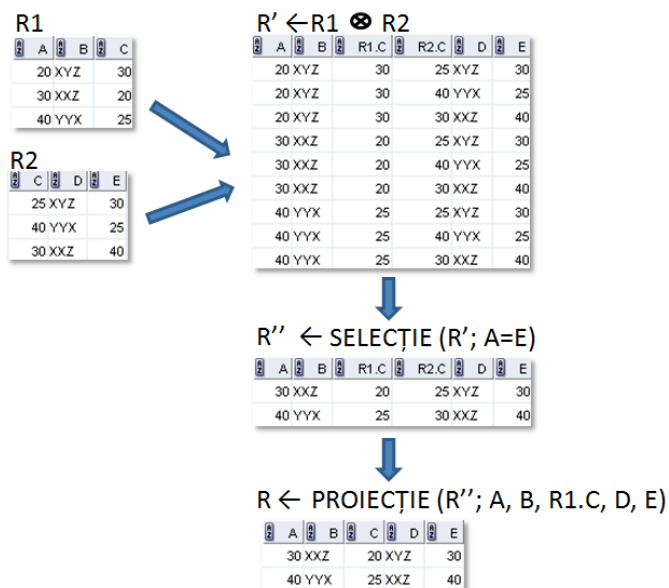 R1
A B C
20 XYZ 30
30 XXZ 20
40 YYX 25
R2
C D E
25 XYZ 30
40 YYX 25
30 XXZ 40
R’ ←R1 ⊗ R2
A B R1.C R2.C D E
20 XYZ 30 25 XYZ 30
20 XYZ 30 40 YYX 25
20 XYZ 30 30 XXZ 40
30 XXZ 20 25 XYZ 30
30 XXZ 20 40 YYX 25
30 XXZ 20 30 XXZ 40
40 YYX 25 25 XYZ 30
40 YYX 25 40 YYX 25
40 YYX 25 30 XXZ 40
R’’ ← SELECȚIE (R’; A=E)
A B R1.C R2.C D E
30 XXZ 20 25 XYZ 30
40 YYX 25 30 XXZ 40
R ← PROIECȚIE (R’’; A, B, R1.C, D, E)
A B C D E
30 XXZ 20 XYZ 30
40 YYX 25 XXZ 40